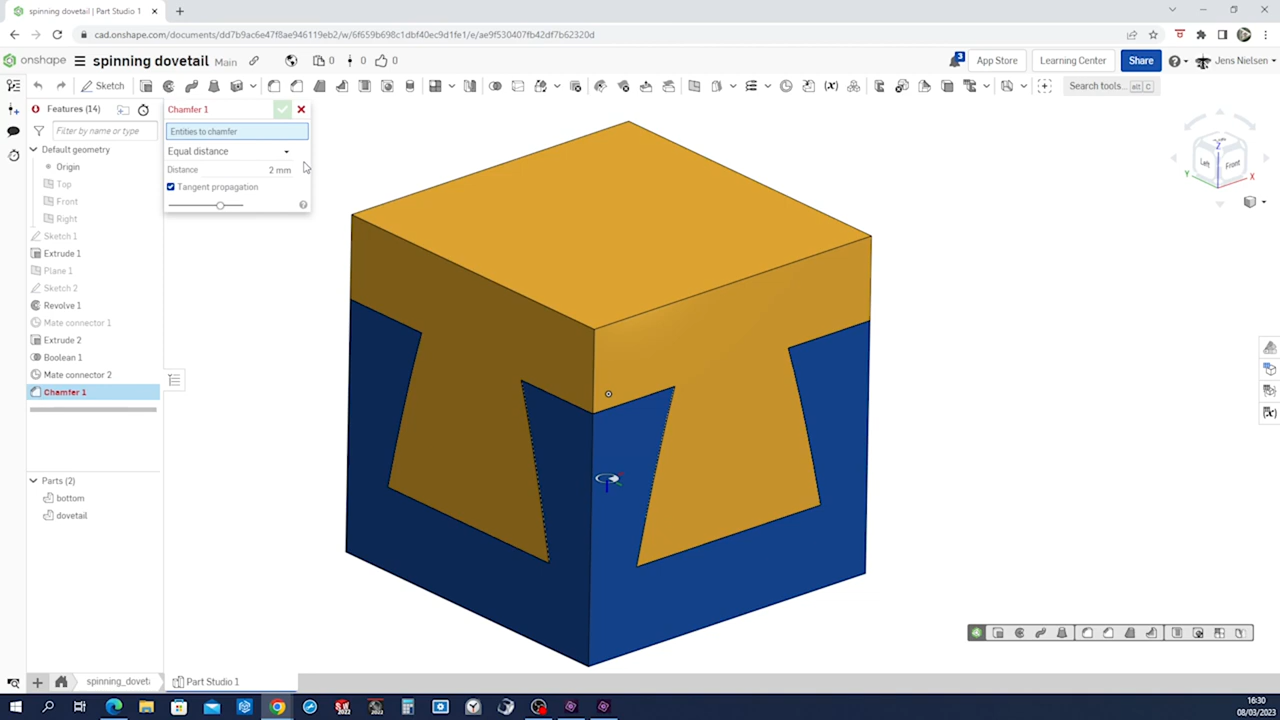 spinning dovetail | Part Studio 1
cad.onshape.com/documents/dd7b9ac6e47f8ae946119eb2/w/6f659b698c1dbf40ec9d1fe1/e/ae9f530407fb42df7b62320d
onshape
spinning dovetail Main
0
0
0
3
App Store
Learning Center
Share
Jens Nielsen
Sketch
Search tools...
alt
C
Features (14)
Filter by name or type
Default geometry
Origin
Top
Front
Right
Sketch 1
Extrude 1
Plane 1
Sketch 2
Revolve 1
Mate connector 1
Extrude 2
Boolean 1
Mate connector 2
Chamfer 1
Parts (2)
bottom
dovetail
Chamfer 1
Entities to chamfer
Equal distance
Distance 2 mm
Tangent propagation
Z
Left
Front
Y
X
spinning_doveta
Part Studio 1
16:30
08/03/2023